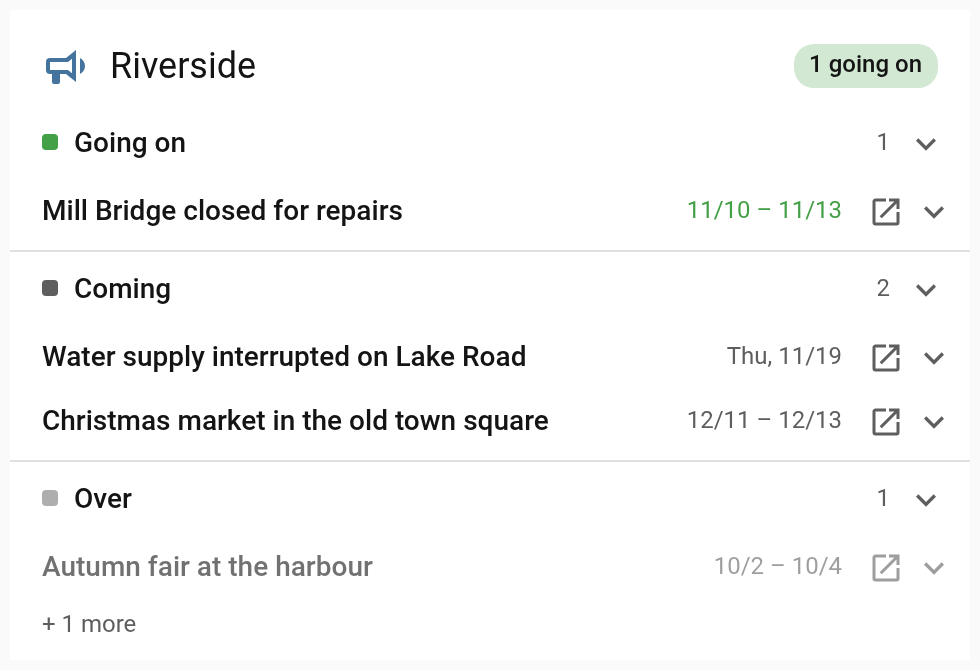 Riverside
1 going on
Going on
1
Mill Bridge closed for repairs
11/10 – 11/13
Coming
2
Water supply interrupted on Lake Road
Thu, 11/19
Christmas market in the old town square
12/11 – 12/13
Over
1
Autumn fair at the harbour
10/2 – 10/4
+ 1 more